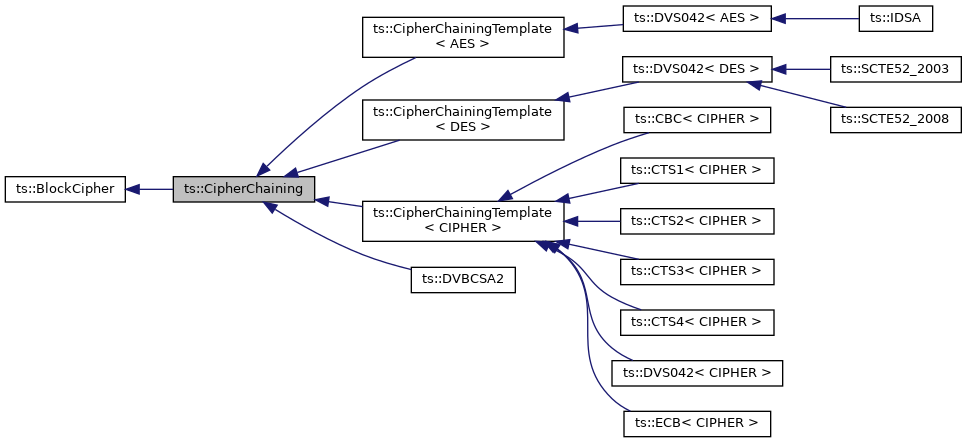 ts::BlockCipher
ts::CipherChaining
ts::CipherChainingTemplate
< AES >
ts::CipherChainingTemplate
< DES >
ts::CipherChainingTemplate
< CIPHER >
ts::DVBCSA2
ts::DVS042< AES >
ts::DVS042< DES >
ts::CBC< CIPHER >
ts::CTS1< CIPHER >
ts::CTS2< CIPHER >
ts::CTS3< CIPHER >
ts::CTS4< CIPHER >
ts::DVS042< CIPHER >
ts::ECB< CIPHER >
ts::IDSA
ts::SCTE52_2003
ts::SCTE52_2008